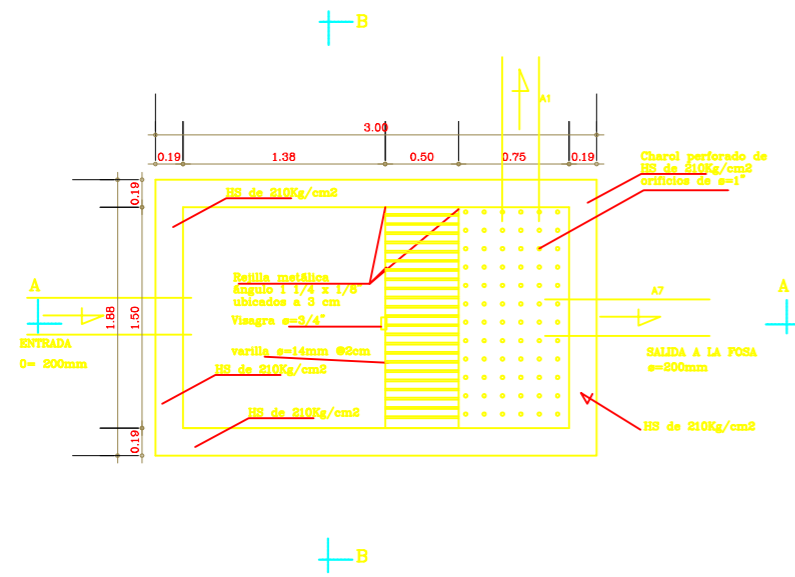 B
A1
3.00
0.19
1.38
0.50
0.75
0.19
Charol perforado de
HS de 210Kg/cm2
orificios de ø=1"
0.19
HS de 210Kg/cm2
Rejilla metálica
ángulo 1 1/4 x 1/8"
ubicados a 3 cm
A
A7
A
1.88
1.50
Visagra ø=3/4"
ENTRADA
0= 200mm
varilla ø=14mm @2cm
SALIDA A LA FOSA
ø=200mm
HS de 210Kg/cm2
HS de 210Kg/cm2
HS de 210Kg/cm2
0.19
B